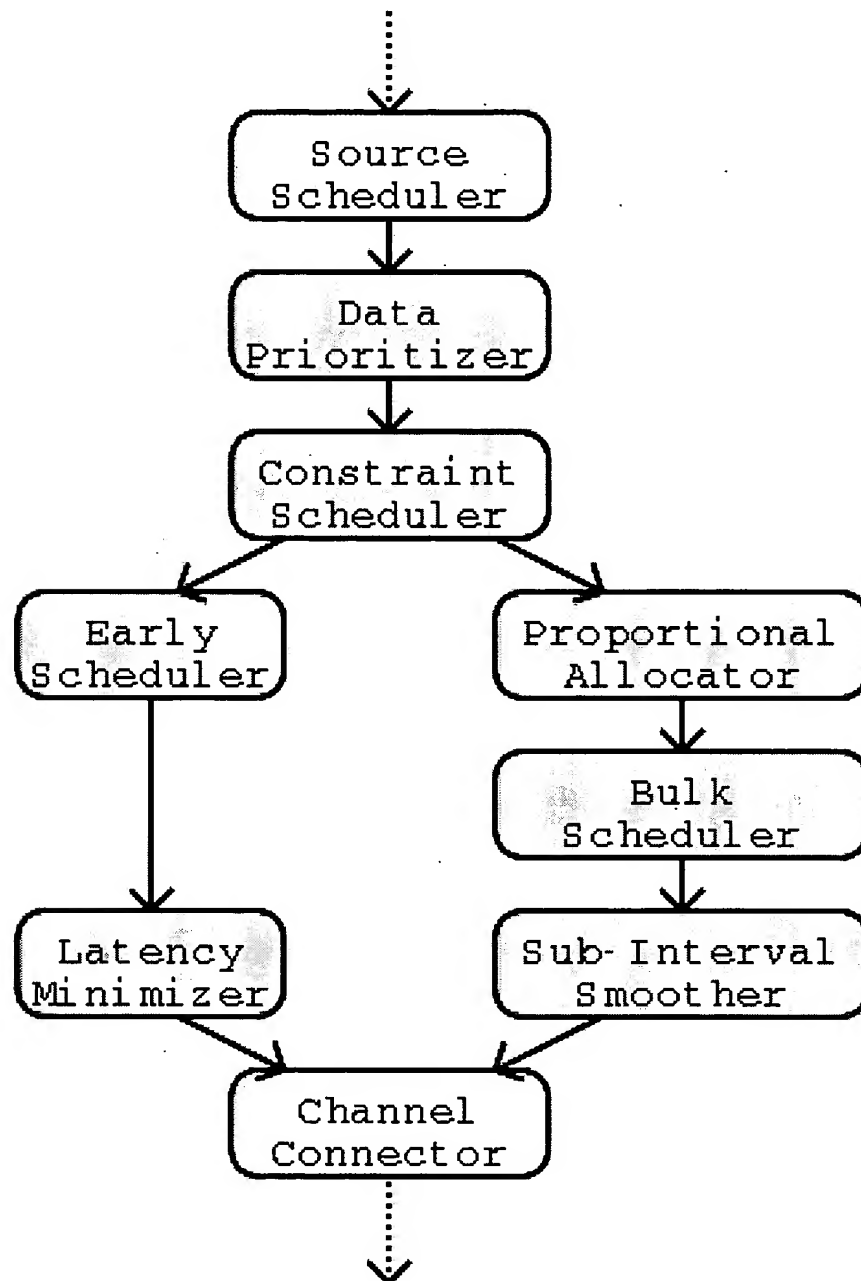 Source
Scheduler
Data
Prioritizer
Constraint
Scheduler
Early
Scheduler
Proportional
Allocator
Bulk
Scheduler
Latency
Minimizer
Sub-Interval
Smoother
Channel
Connector